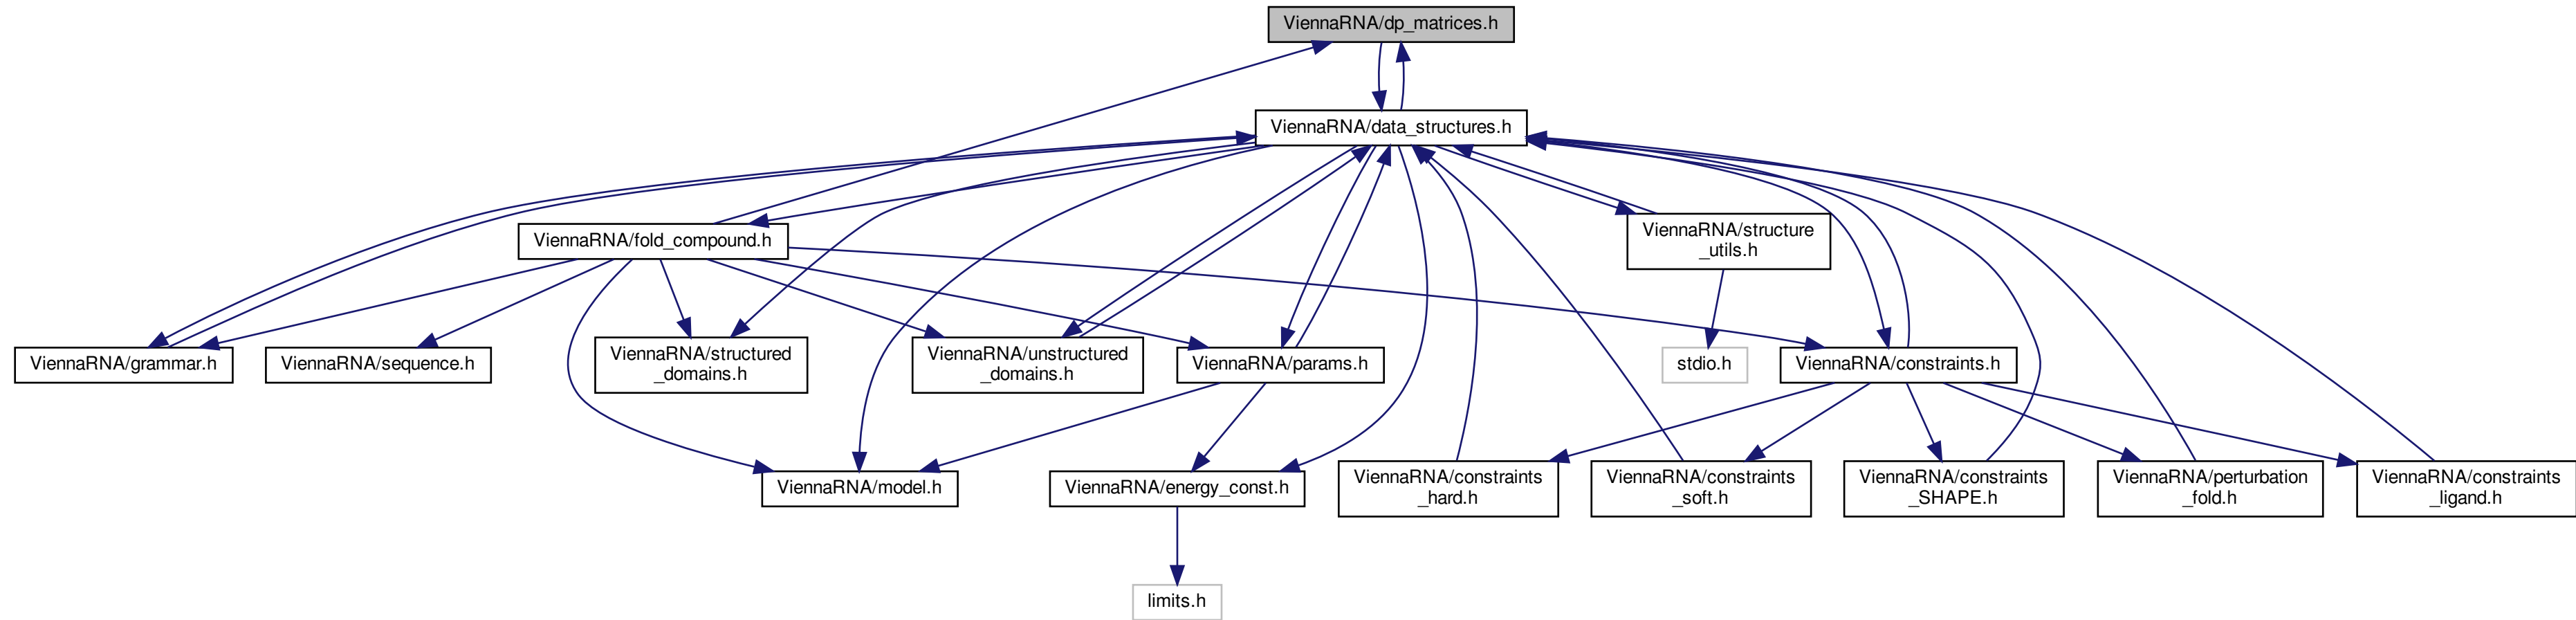 ViennaRNA/dp_matrices.h
ViennaRNA/data_structures.h
ViennaRNA/fold_compound.h
ViennaRNA/structure
_utils.h
ViennaRNA/grammar.h
ViennaRNA/sequence.h
ViennaRNA/structured
_domains.h
ViennaRNA/unstructured
_domains.h
ViennaRNA/params.h
stdio.h
ViennaRNA/constraints.h
ViennaRNA/model.h
ViennaRNA/energy_const.h
ViennaRNA/constraints
_hard.h
ViennaRNA/constraints
_soft.h
ViennaRNA/constraints
_SHAPE.h
ViennaRNA/perturbation
_fold.h
ViennaRNA/constraints
_ligand.h
limits.h